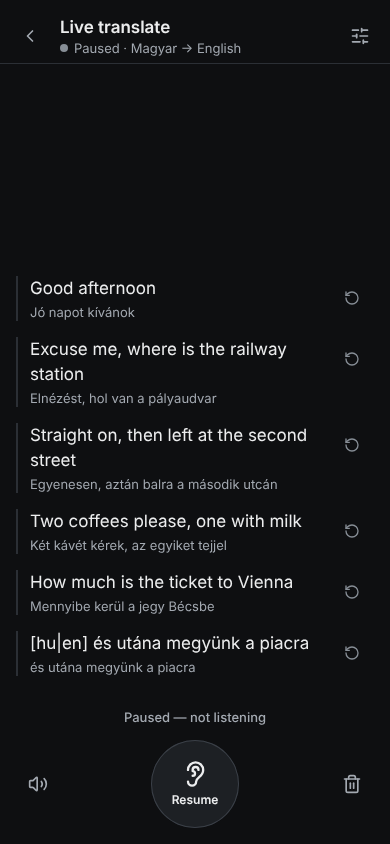 Live translate
Paused · Magyar → English
Good afternoon
Jó napot kívánok
Excuse me, where is the railway
station
Elnézést, hol van a pályaudvar
Straight on, then left at the second
street
Egyenesen, aztán balra a második utcán
Two coffees please, one with milk
Két kávét kérek, az egyiket tejjel
How much is the ticket to Vienna
Mennyibe kerül a jegy Bécsbe
[hu|en] és utána megyünk a piacra
és utána megyünk a piacra
Paused — not listening
Resume